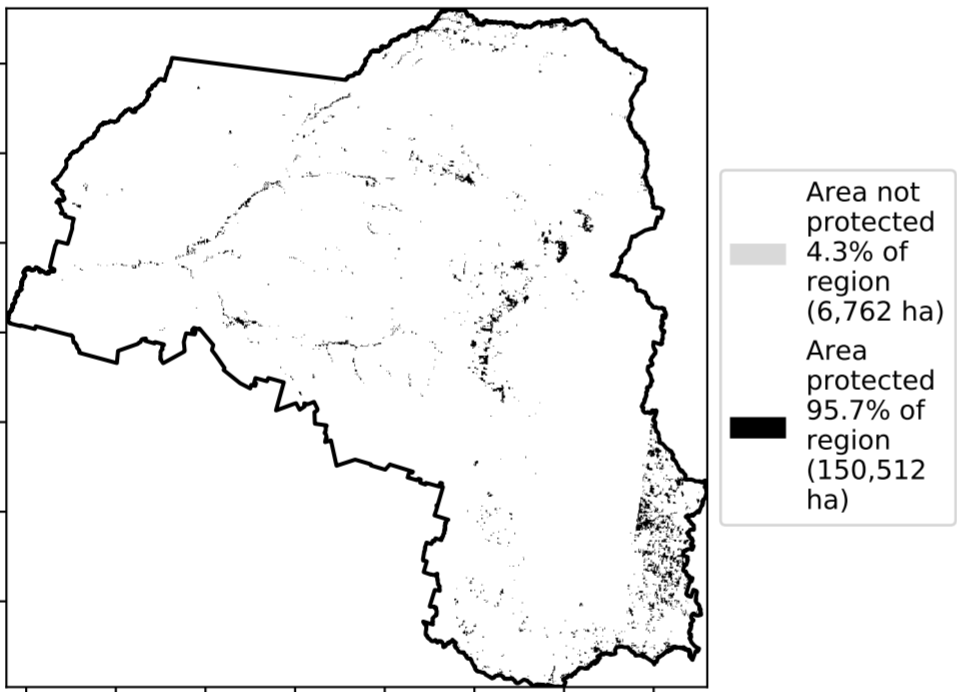 Area not
protected
4.3% of
region
(6,762 ha)
Area
protected
95.7% of
region
(150,512
ha)